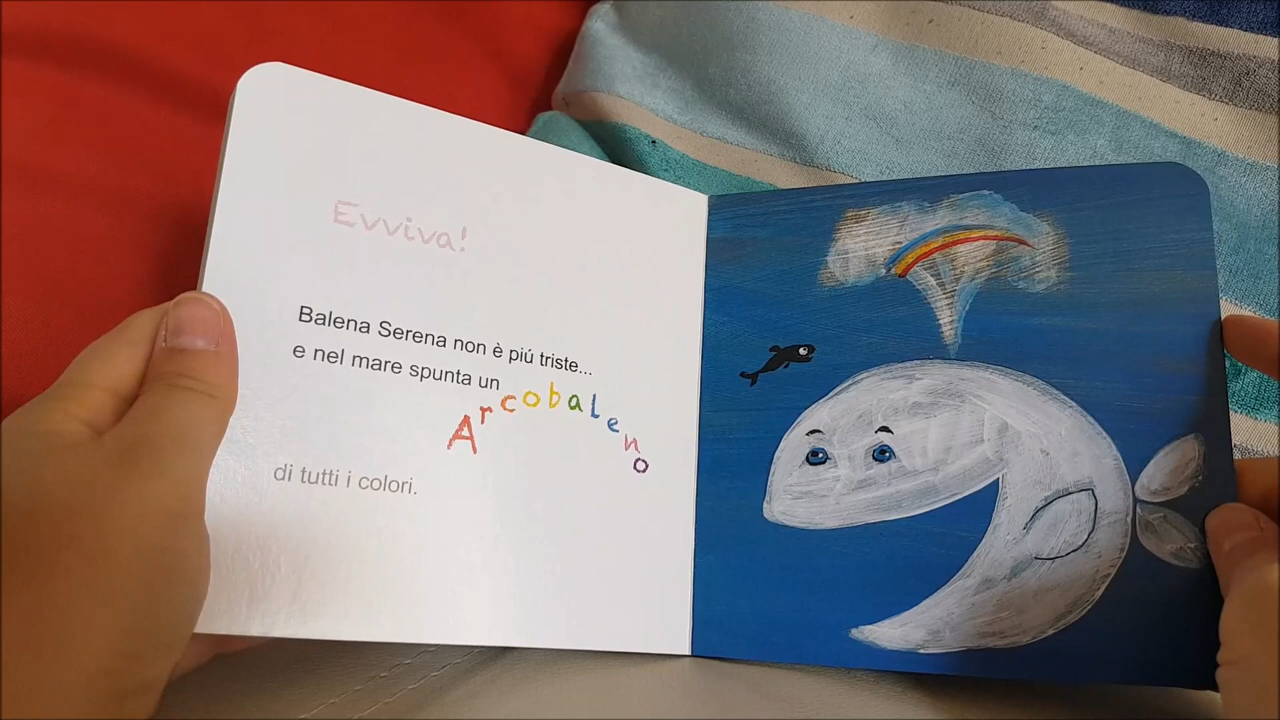 Evviva!
Balena Serena non è piú triste...
e nel mare spunta un
Arcobaleno
di tutti i colori.